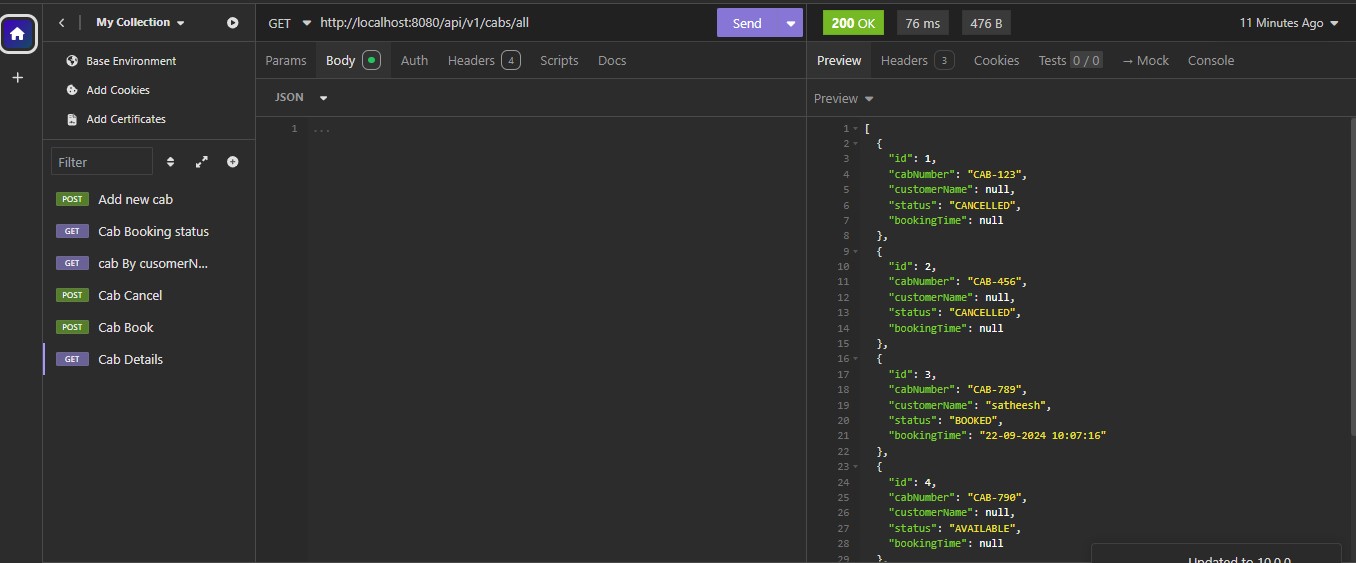 My Collection
GET http://localhost:8080/api/v1/cabs/all Send
200 OK 76 ms 476 B 11 Minutes Ago
Base Environment
Add Cookies
Add Certificates
Filter
POST Add new cab
GET Cab Booking status
GET cab By cusomerN...
POST Cab Cancel
POST Cab Book
GET Cab Details
Params Body Auth Headers 4 Scripts Docs
JSON
1 ...
Preview Headers 3 Cookies Tests 0 / 0 → Mock Console
Preview
1 [
2 {
3 "id": 1,
4 "cabNumber": "CAB-123",
5 "customerName": null,
6 "status": "CANCELLED",
7 "bookingTime": null
8 },
9 {
10 "id": 2,
11 "cabNumber": "CAB-456",
12 "customerName": null,
13 "status": "CANCELLED",
14 "bookingTime": null
15 },
16 {
17 "id": 3,
18 "cabNumber": "CAB-789",
19 "customerName": "satheesh",
20 "status": "BOOKED",
21 "bookingTime": "22-09-2024 10:07:16"
22 },
23 {
24 "id": 4,
25 "cabNumber": "CAB-790",
26 "customerName": null,
27 "status": "AVAILABLE",
28 "bookingTime": null
29 },
Updated to 10.0.0